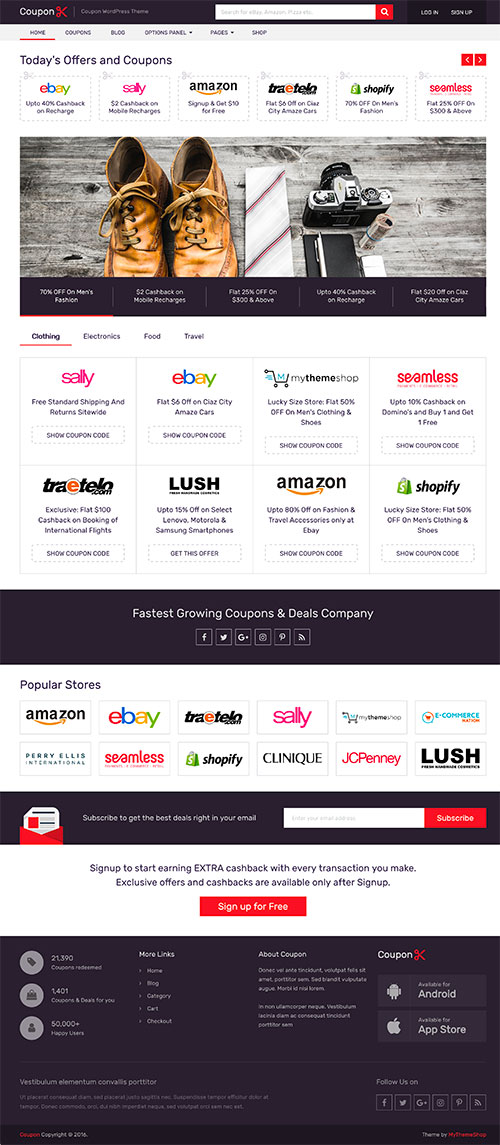 Coupon
Coupon WordPress Theme
Search for eBay, Amazon, Pizza etc.
LOG IN
SIGN UP
HOME
COUPONS
BLOG
OPTIONS PANEL
PAGES
SHOP
Today's Offers and Coupons
ebay
Upto 40% Cashback
on Recharge
sally
$2 Cashback on
Mobile Recharges
amazon
Signup & Get $10
for Free
traetelo.com
Flat $6 Off on Ciaz
City Amaze Cars
shopify
70% OFF On Men's
Fashion
seamless
Flat 25% OFF On
$300 & Above
70% OFF On Men's
Fashion
$2 Cashback on
Mobile Recharges
Flat 25% OFF On
$300 & Above
Upto 40% Cashback
on Recharge
Flat $20 Off on Ciaz
City Amaze Cars
Clothing
Electronics
Food
Travel
sally
Free Standard Shipping And
Returns Sitewide
SHOW COUPON CODE
ebay
Flat $6 Off on Ciaz City
Amaze Cars
SHOW COUPON CODE
mythemeshop
Lucky Size Store: Flat 50%
OFF On Men's Clothing &
Shoes
SHOW COUPON CODE
seamless
Upto 10% Cashback on
Domino's and Buy 1 and Get
1 Free
SHOW COUPON CODE
traetelo.com
Exclusive: Flat $100
Cashback on Booking of
International Flights
SHOW COUPON CODE
LUSH
FRESH HANDMADE COSMETICS
Upto 15% Off on Select
Lenovo, Motorola &
Samsung Smartphones
GET THIS OFFER
amazon
Upto 80% Off on Fashion &
Travel Accessories only at
Ebay
SHOW COUPON CODE
shopify
Lucky Size Store: Flat 50%
OFF On Men's Clothing &
Shoes
SHOW COUPON CODE
Fastest Growing Coupons & Deals Company
Popular Stores
amazon
ebay
traetelo.com
sally
mythemeshop
E-COMMERCE
NATION
PERRY ELLIS
INTERNATIONAL
seamless
shopify
CLINIQUE
JCPenney
LUSH
FRESH HANDMADE COSMETICS
Subscribe to get the best deals right in your email
Enter your email address
Subscribe
Signup to start earning EXTRA cashback with every transaction you make.
Exclusive offers and cashbacks are available only after Signup.
Sign up for Free
21,390
Coupons redeemed
1,401
Coupons & Deals for you
50,000+
Happy Users
More Links
Home
Blog
Category
Cart
Checkout
About Coupon
Donec vel ante tincidunt, volutpat felis sit
amet, porttitor sem. Sed blandit vulputate
augue. Morbi id nisl lorem.
In non ullamcorper neque. Vestibulum
lacinia diam ac consequat tincidunt
porttitor sem
Coupon
Available for
Android
Available for
App Store
Vestibulum elementum convallis porttitor
Ut placerat consequat diam, sed placerat justo sagittis nec. Suspendisse tempor efficitur dolor at
tempor. Donec commodo, orci, dui nibh imperdiet neque, sed volutpat orci sem nec est.
Follow Us on
Coupon Copyright © 2016.
Theme by MyThemeShop